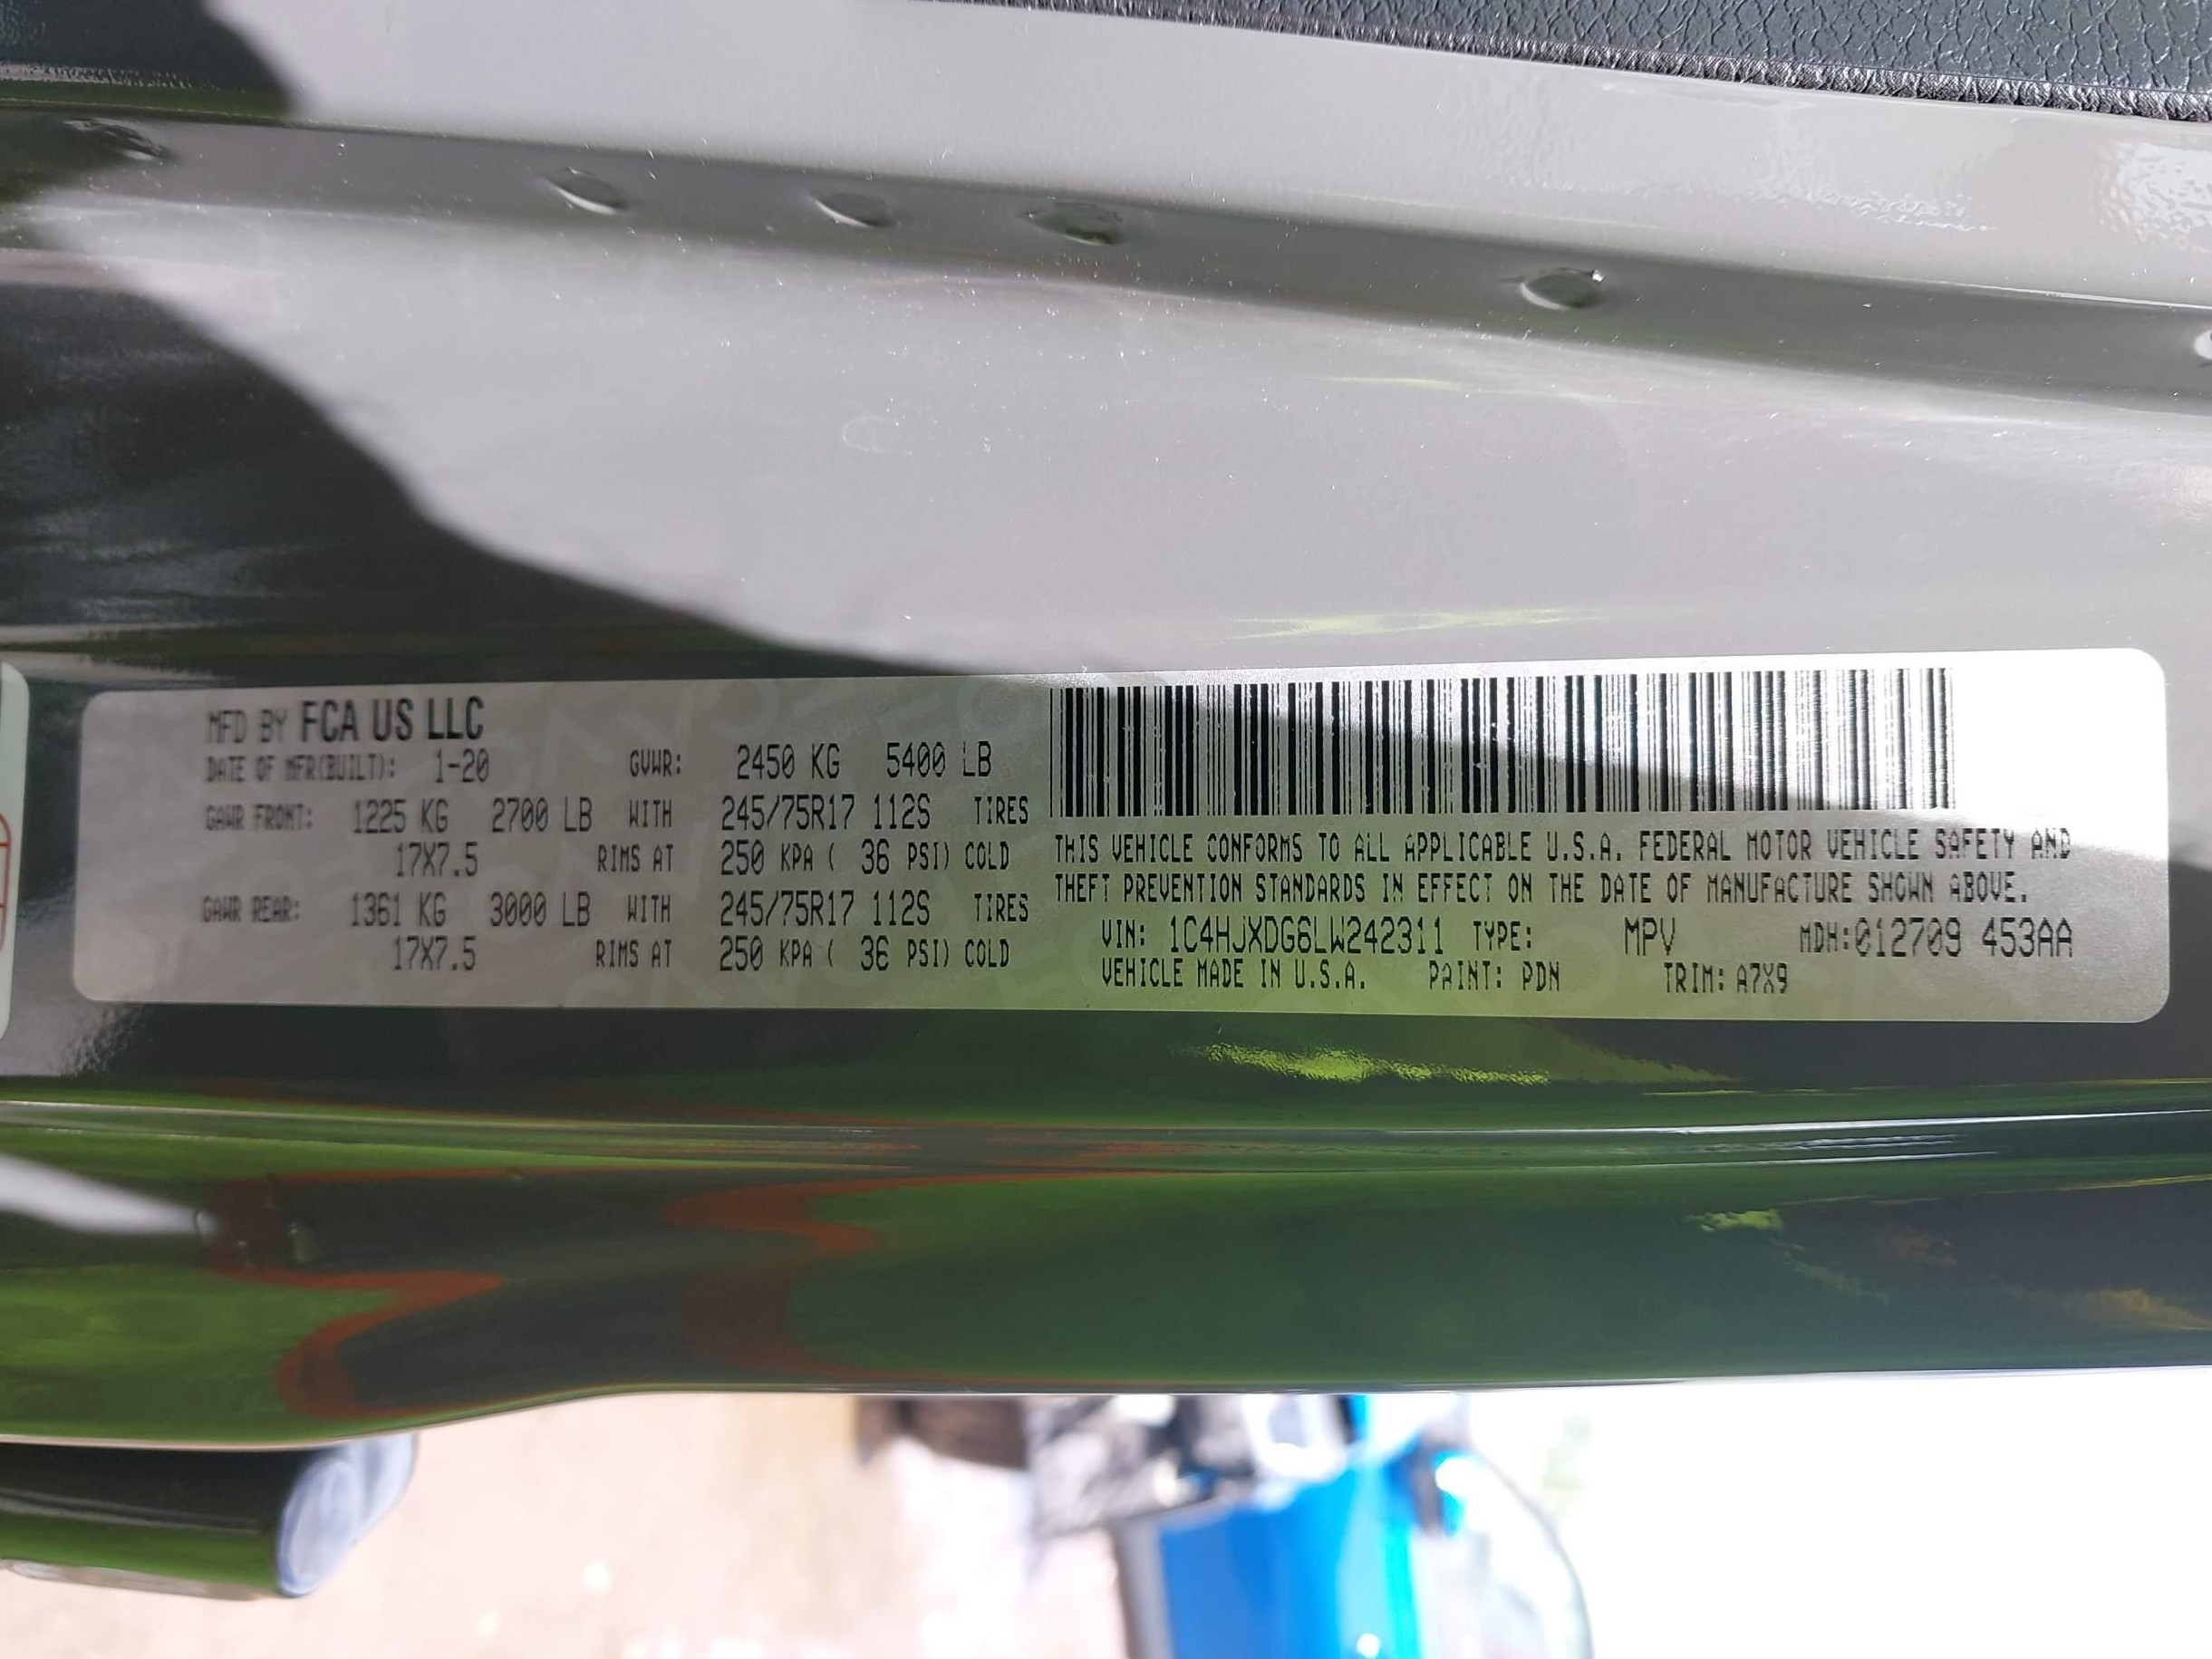 MFD BY FCA US LLC
DATE OF MFR(BUILT): 1-20 GVWR: 2450 KG 5400 LB
GAWR FRONT: 1225 KG 2700 LB WITH 245/75R17 112S TIRES
17X7.5 RIMS AT 250 KPA ( 36 PSI) COLD
GAWR REAR: 1361 KG 3000 LB WITH 245/75R17 112S TIRES
17X7.5 RIMS AT 250 KPA ( 36 PSI) COLD
THIS VEHICLE CONFORMS TO ALL APPLICABLE U.S.A. FEDERAL MOTOR VEHICLE SAFETY AND
THEFT PREVENTION STANDARDS IN EFFECT ON THE DATE OF MANUFACTURE SHOWN ABOVE.
VIN: 1C4HJXDG6LW242311 TYPE: MPV MDH:012709 453AA
VEHICLE MADE IN U.S.A. PAINT: PDN TRIM: A7X9